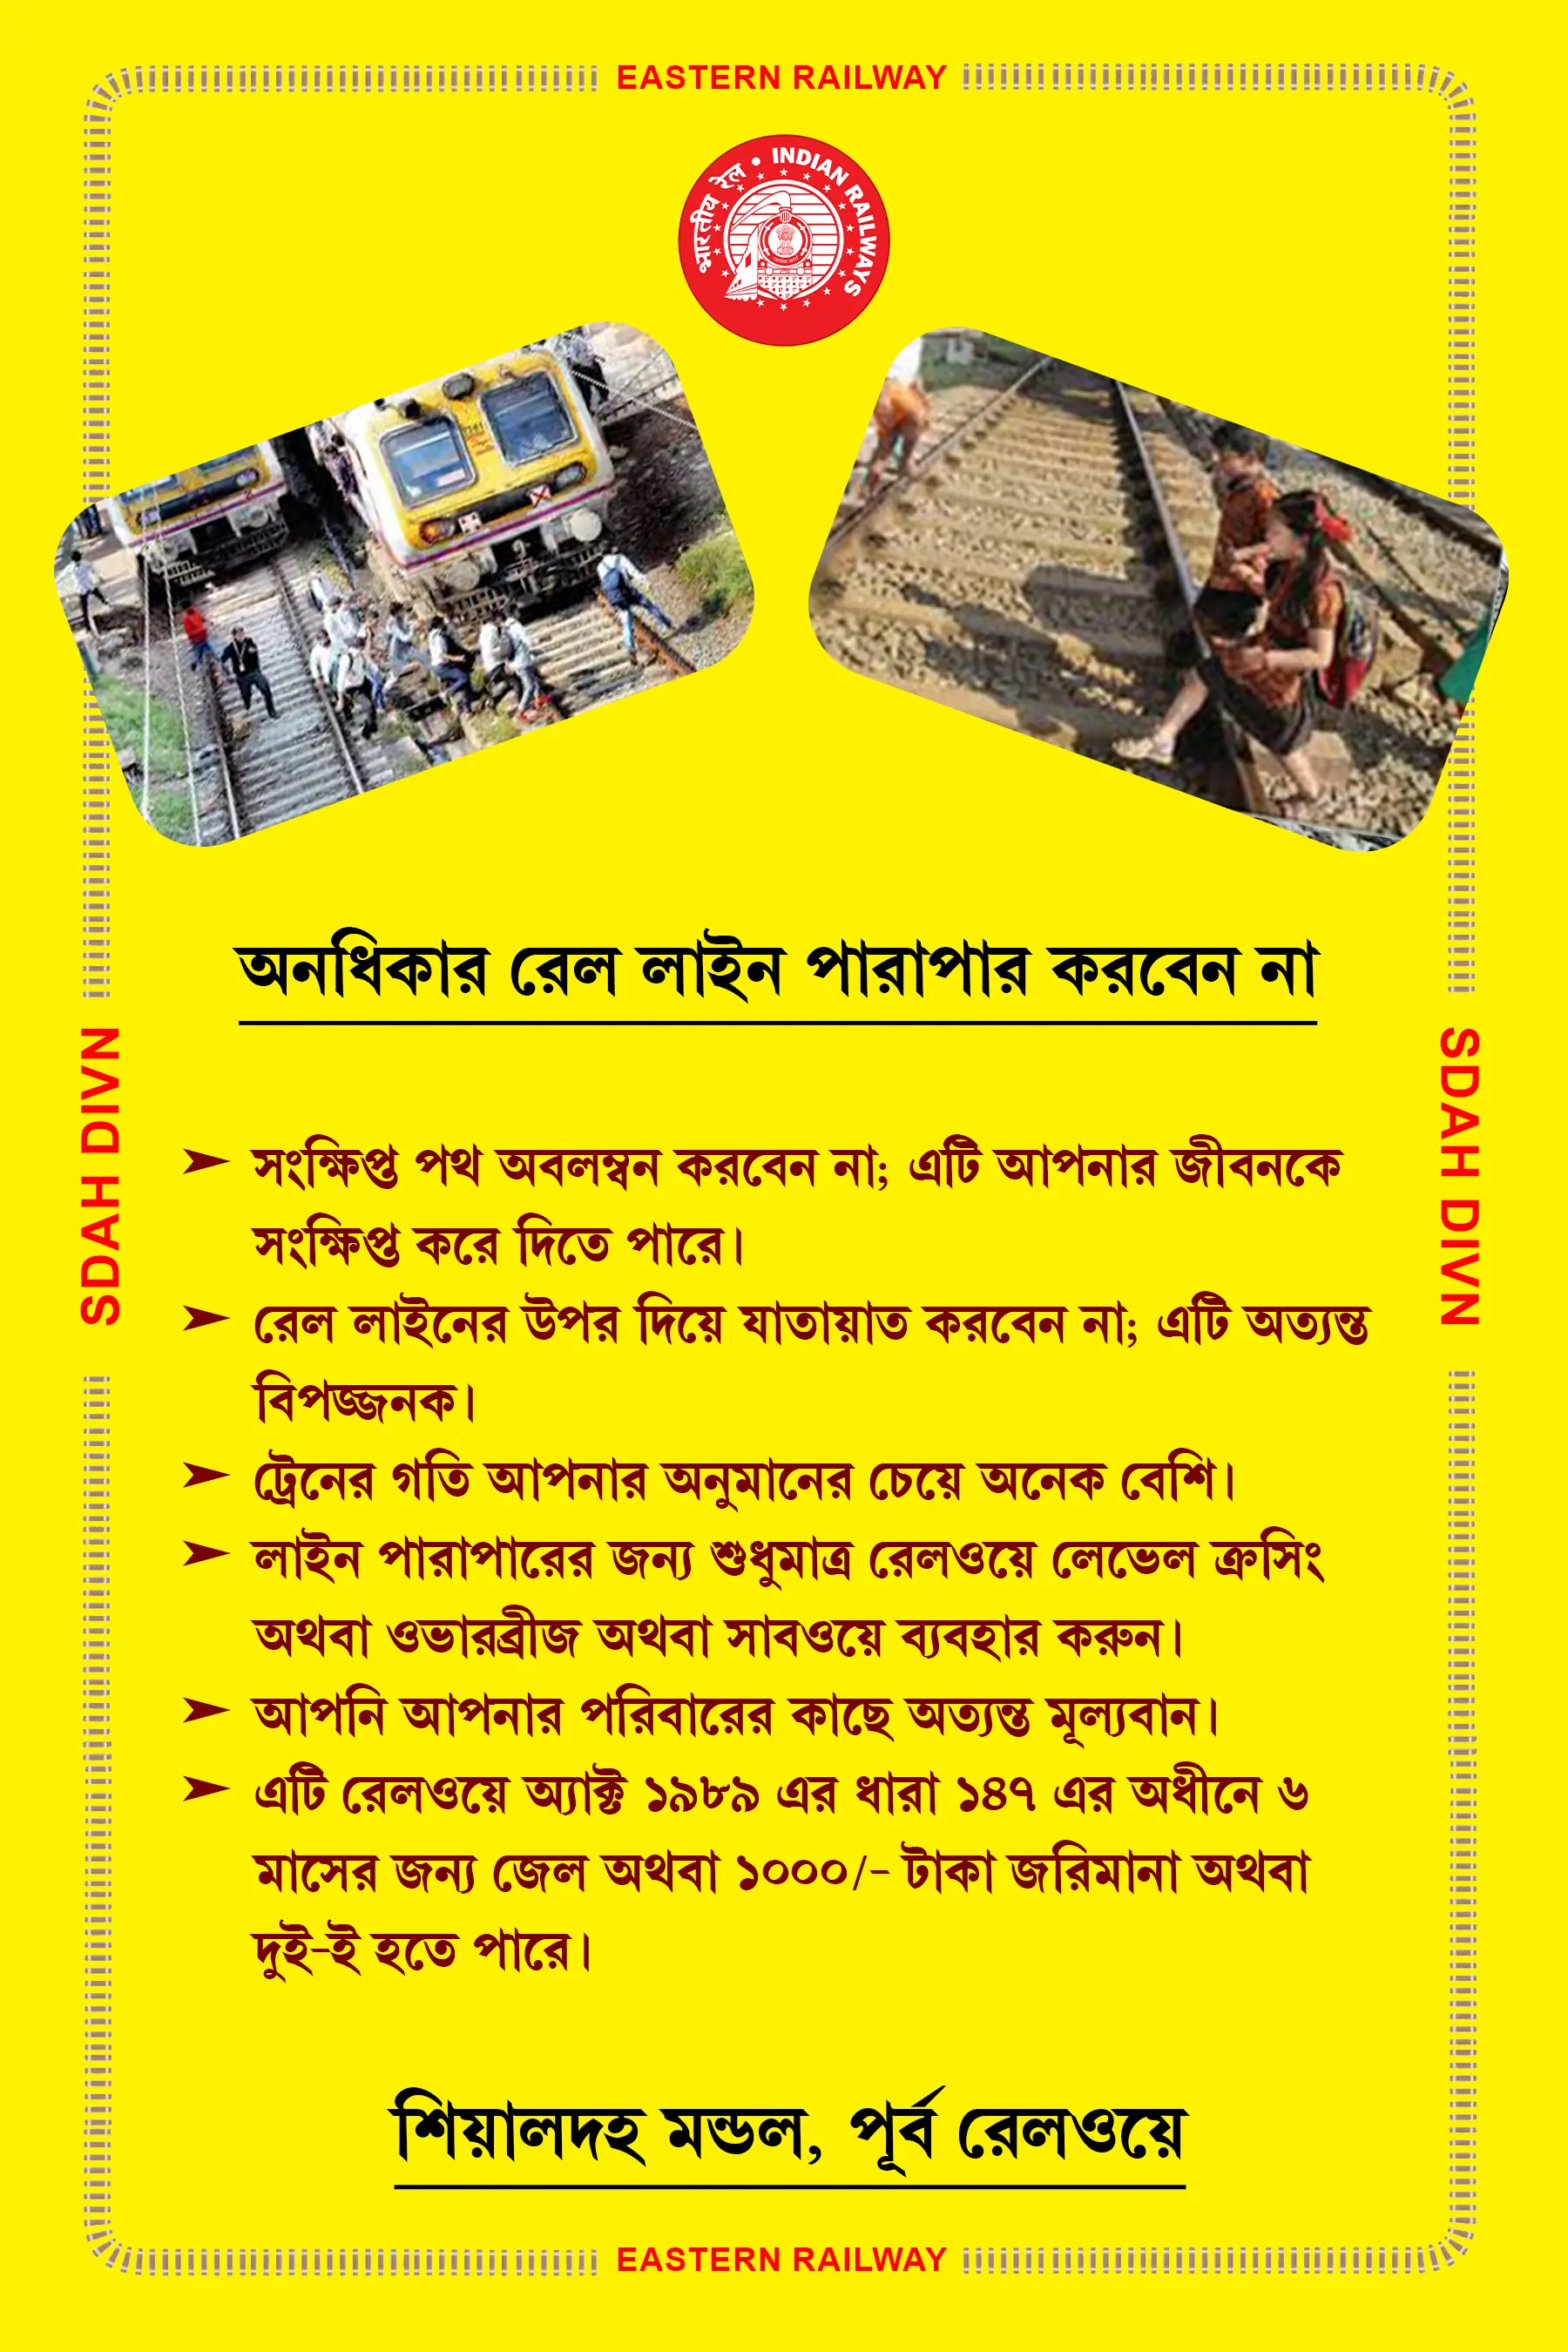 EASTERN RAILWAY
भारतीय रेल • INDIAN RAILWAYS
অনধিকার রেল লাইন পারাপার করবেন না
SDAH DIVN
SDAH DIVN
➤ সংক্ষিপ্ত পথ অবলম্বন করবেন না; এটি আপনার জীবনকে
সংক্ষিপ্ত করে দিতে পারে।
➤ রেল লাইনের উপর দিয়ে যাতায়াত করবেন না; এটি অত্যন্ত
বিপজ্জনক।
➤ ট্রেনের গতি আপনার অনুমানের চেয়ে অনেক বেশি।
➤ লাইন পারাপারের জন্য শুধুমাত্র রেলওয়ে লেভেল ক্রসিং
অথবা ওভারব্রীজ অথবা সাবওয়ে ব্যবহার করুন।
➤ আপনি আপনার পরিবারের কাছে অত্যন্ত মূল্যবান।
➤ এটি রেলওয়ে অ্যাক্ট ১৯৮৯ এর ধারা ১৪৭ এর অধীনে ৬
মাসের জন্য জেল অথবা ১০০০/- টাকা জরিমানা অথবা
দুই-ই হতে পারে।
শিয়ালদহ মন্ডল, পূর্ব রেলওয়ে
EASTERN RAILWAY